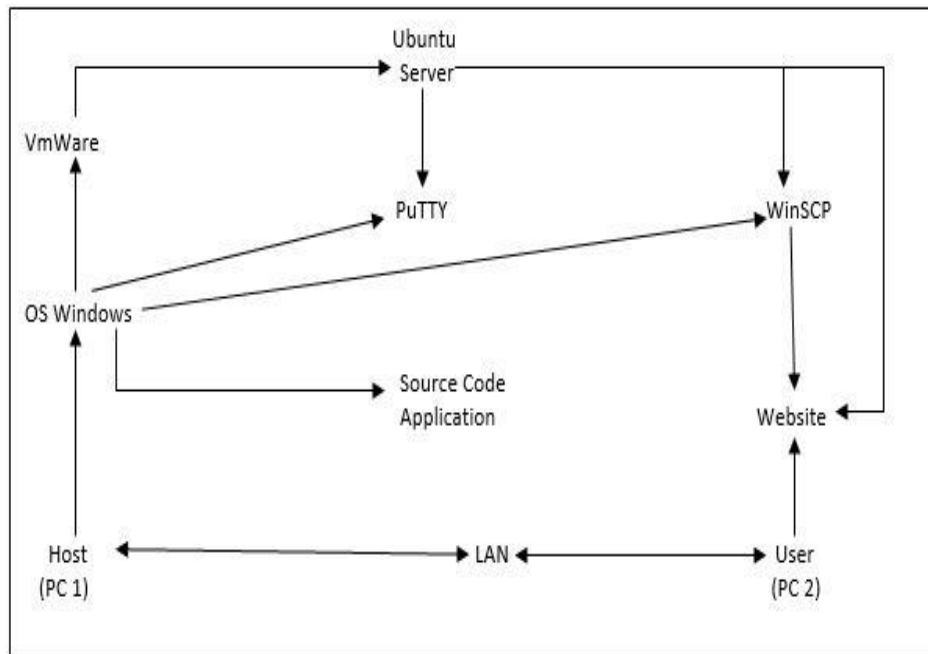 Ubuntu
Server
VmWare
PuTTY
WinSCP
OS Windows
Source Code
Application
Website
Host
(PC 1)
LAN
User
(PC 2)